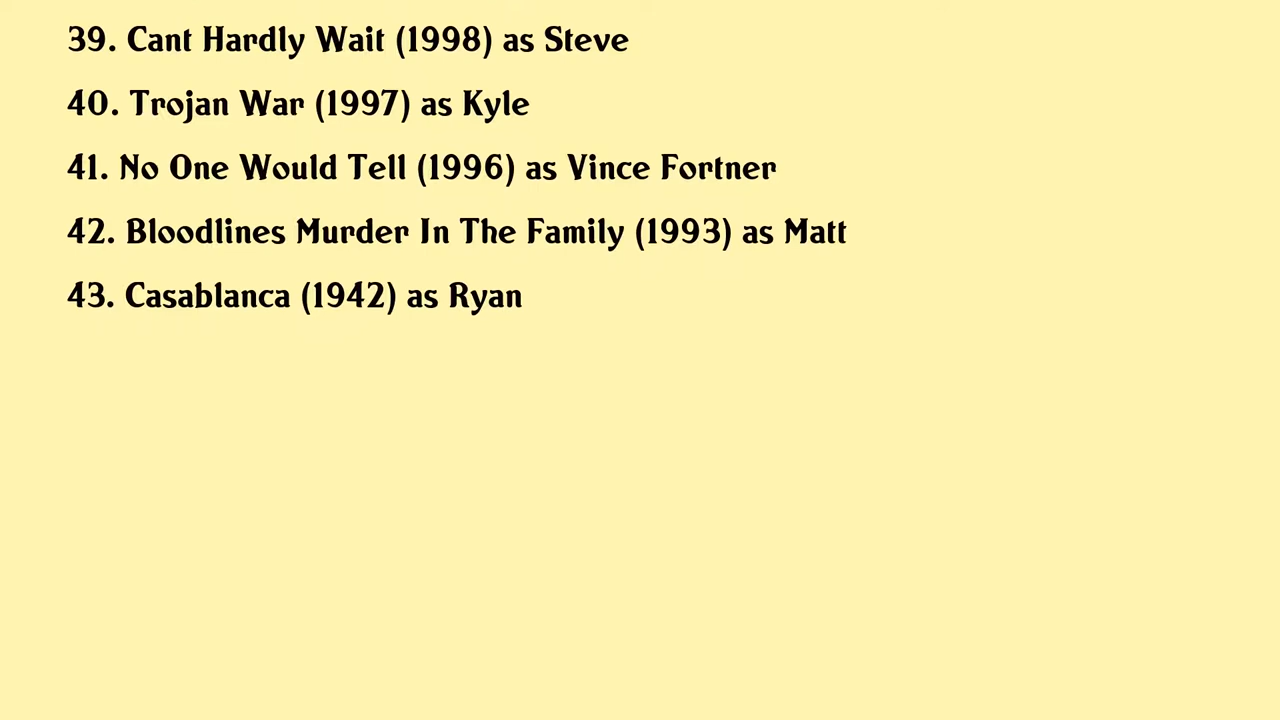 39. Cant Hardly Wait (1998) as Steve
40. Trojan War (1997) as Kyle
41. No One Would Tell (1996) as Vince Fortner
42. Bloodlines Murder In The Family (1993) as Matt
43. Casablanca (1942) as Ryan